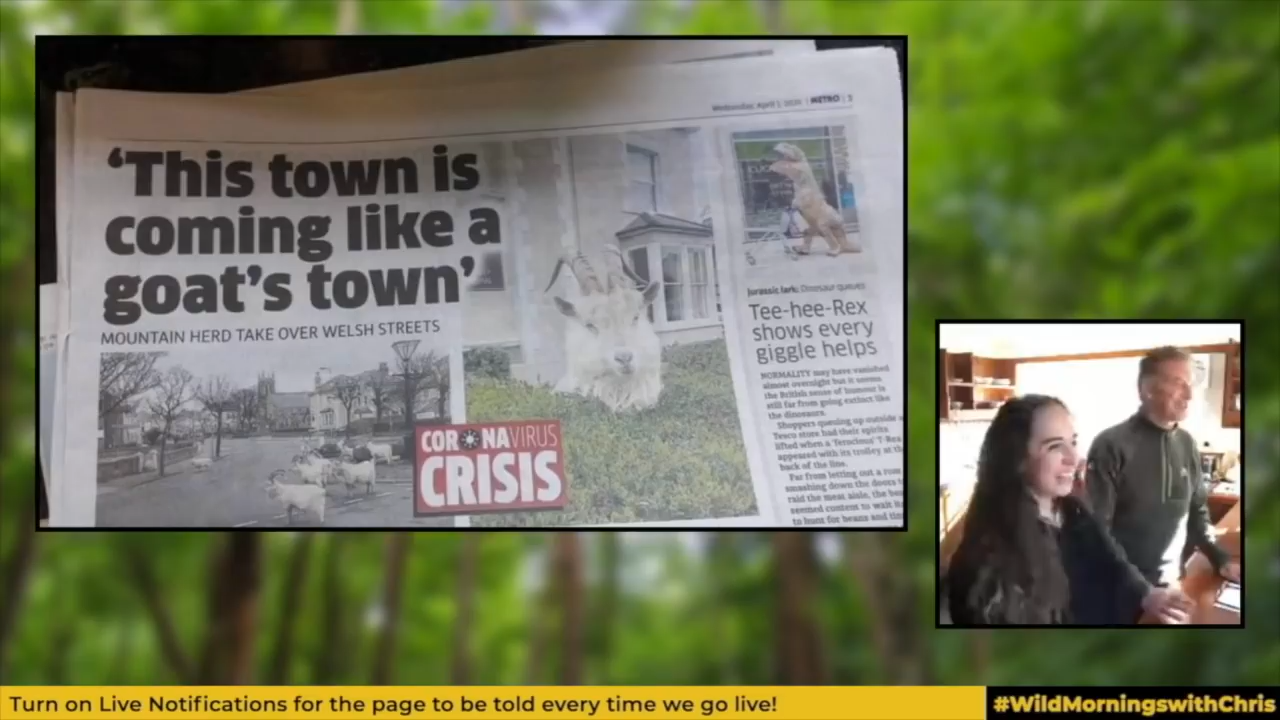 Wednesday, April 1, 2020 | METRO |
'This town is
coming like a
goat's town'
MOUNTAIN HERD TAKE OVER WELSH STREETS
CORONAVIRUS
CRISIS
Jurassic lark: Dinosaur queues
Tee-hee-Rex
shows every
giggle helps
NORMALITY may have vanished
almost overnight but it seems
the British sense of humour is
still far from going extinct like
the dinosaurs.
Shoppers queuing up outside
Tesco store had their spirits
lifted when a 'ferocious' T-Rex
appeared with its trolley at th
back of the line.
Far from letting out a roar
smashing down the doors t
raid the meat aisle, the
seemed content to wait
to hunt for beans and
Turn on Live Notifications for the page to be told every time we go live!
#WildMorningswithChris